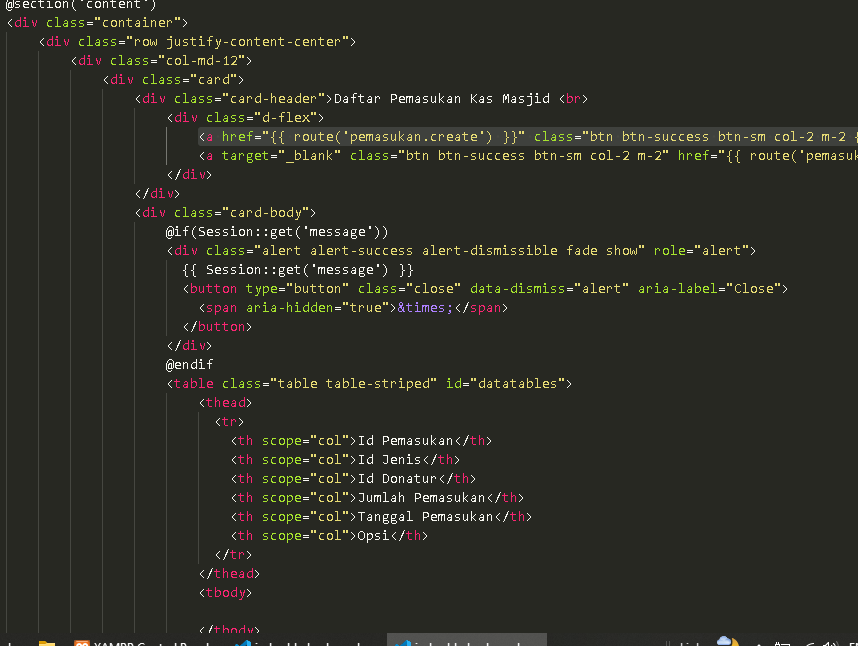 @section('content')
<div class="container">
<div class="row justify-content-center">
<div class="col-md-12">
<div class="card">
<div class="card-header">Daftar Pemasukan Kas Masjid <br>
<div class="d-flex">
<a href="{{ route('pemasukan.create') }}" class="btn btn-success btn-sm col-2 m-2
<a target="_blank" class="btn btn-success btn-sm col-2 m-2" href="{{ route('pemasuk
</div>
</div>
<div class="card-body">
@if(Session::get('message'))
<div class="alert alert-success alert-dismissible fade show" role="alert">
{{ Session::get('message') }}
<button type="button" class="close" data-dismiss="alert" aria-label="Close">
<span aria-hidden="true">&times;</span>
</button>
</div>
@endif
<table class="table table-striped" id="datatables">
<thead>
<tr>
<th scope="col">Id Pemasukan</th>
<th scope="col">Id Jenis</th>
<th scope="col">Id Donatur</th>
<th scope="col">Jumlah Pemasukan</th>
<th scope="col">Tanggal Pemasukan</th>
<th scope="col">Opsi</th>
</tr>
</thead>
<tbody>
</tbody>